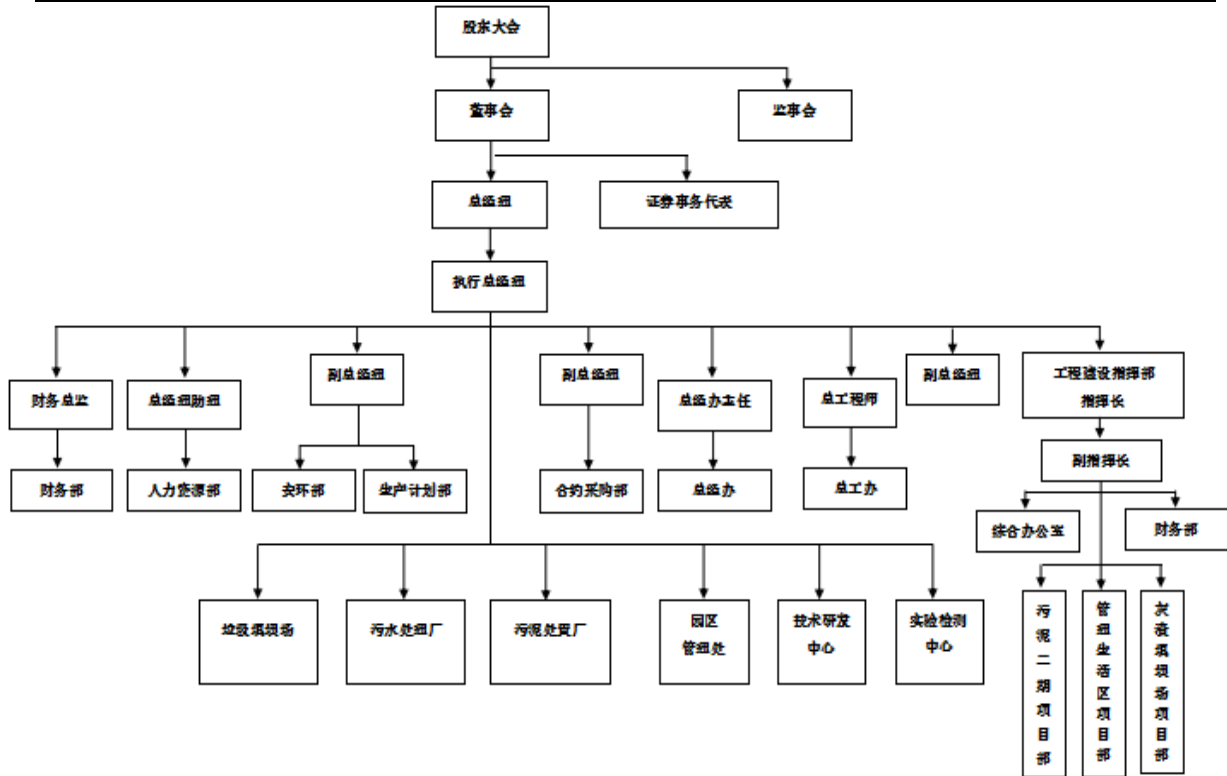 股东大会
董事会
监事会
总经理
证券事务代表
执行总经理
财务总监
总经理助理
副总经理
副总经理
总经办主任
总工程师
副总经理
工程建设指挥部
指挥长
副指挥长
财务部
人力资源部
安环部
生产计划部
合约采购部
总经办
总工办
综合办公室
财务部
垃圾填埋场
污水处理厂
污泥处置厂
园区
管理处
技术研发
中心
实验检测
中心
污泥二期项目部
管理生活区项目部
灰渣填埋场项目部